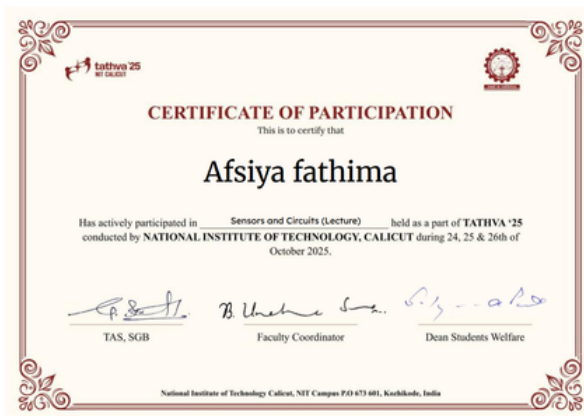 tathva'25
NIT CALICUT
CERTIFICATE OF PARTICIPATION
This is to certify that
Afsiya fathima
Has actively participated in Sensors and Circuits (Lecture) held as a part of TATHVA ‘25
conducted by NATIONAL INSTITUTE OF TECHNOLOGY, CALICUT during 24, 25 & 26th of
October 2025.
TAS, SGB
Faculty Coordinator
Dean Students Welfare
National Institute of Technology Calicut, NIT Campus P.O 673 601, Kozhikode, India